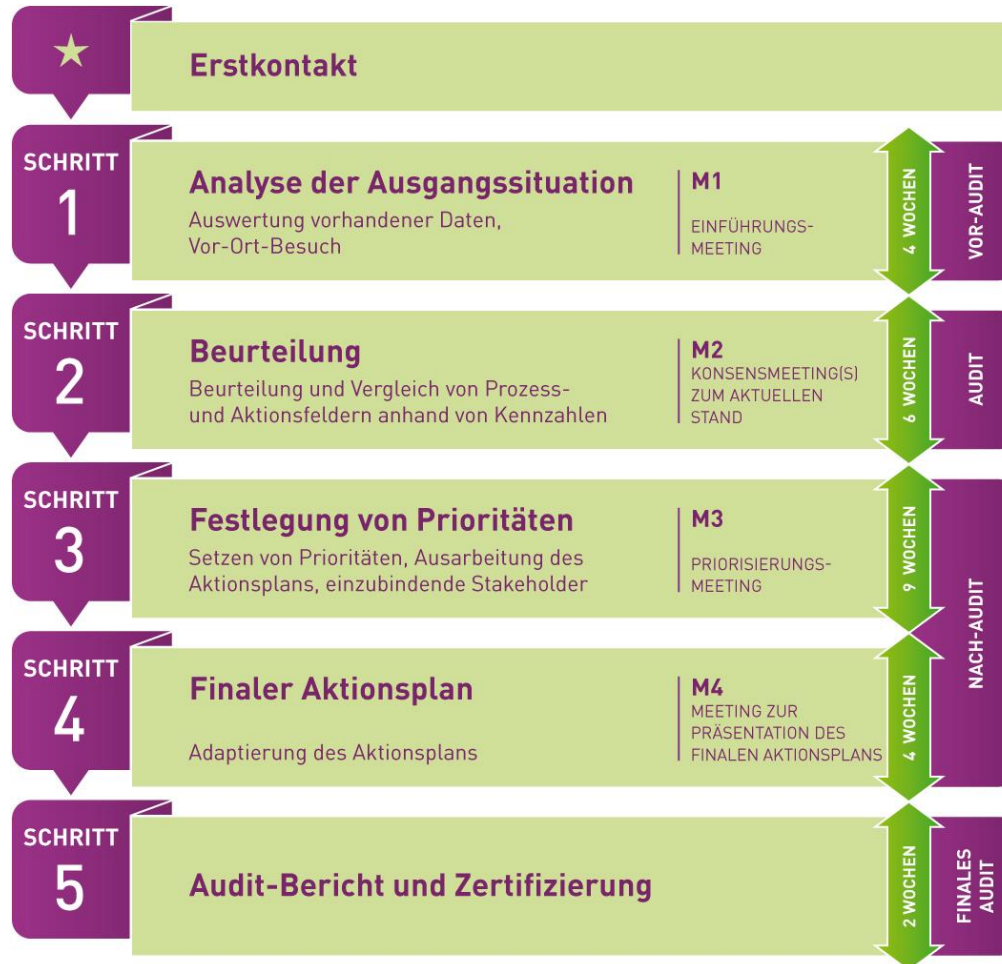 Erstkontakt
SCHRITT
1
Analyse der Ausgangssituation
Auswertung vorhandener Daten,
Vor-Ort-Besuch
M1
EINFÜHRUNGS-
MEETING
4 WOCHEN
VOR-AUDIT
SCHRITT
2
Beurteilung
Beurteilung und Vergleich von Prozess-
und Aktionsfeldern anhand von Kennzahlen
M2
KONSENSMEETING(S)
ZUM AKTUELLEN
STAND
6 WOCHEN
AUDIT
SCHRITT
3
Festlegung von Prioritäten
Setzen von Prioritäten, Ausarbeitung des
Aktionsplans, einzubindende Stakeholder
M3
PRIORISIERUNGS-
MEETING
9 WOCHEN
NACH-AUDIT
SCHRITT
4
Finaler Aktionsplan
Adaptierung des Aktionsplans
M4
MEETING ZUR
PRÄSENTATION DES
FINALEN AKTIONSPLANS
4 WOCHEN
SCHRITT
5
Audit-Bericht und Zertifizierung
2 WOCHEN
FINALES
AUDIT